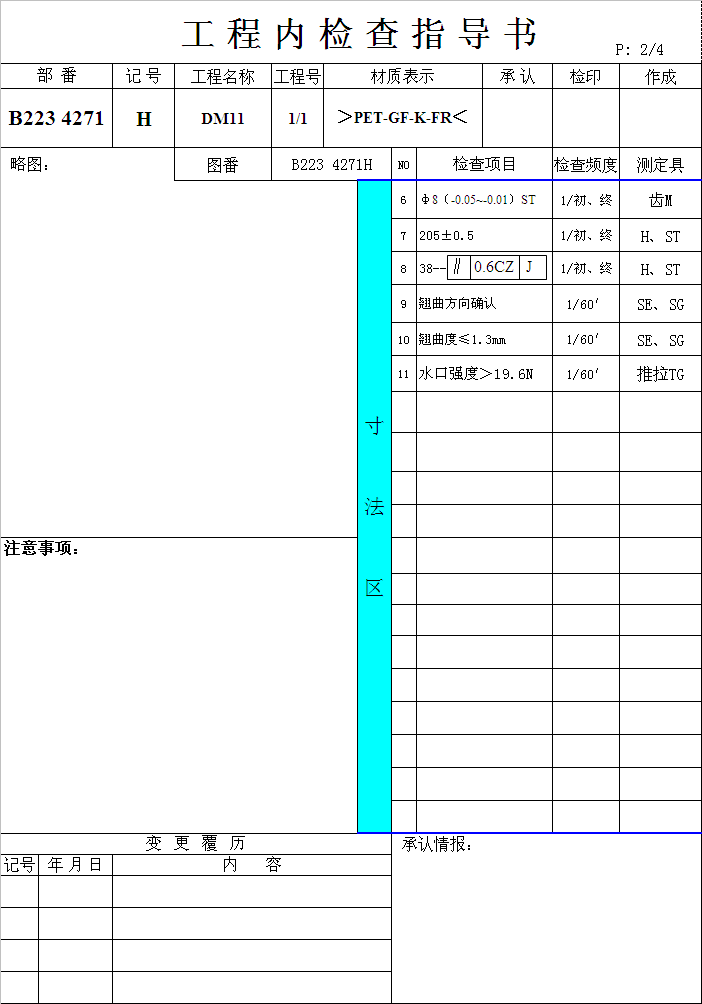 工程内检查指导书
P: 2/4
部 番 记 号 工程名称 工程号 材质表示 承 认 检印 作成
B223 4271 H DM11 1/1 ＞PET-GF-K-FR＜
略图: 图番 B223 4271H NO 检查项目 检查频度 测定具
6 φ8（-0.05~-0.01）ST 1/初、终 齿M
7 205±0.5 1/初、终 H、ST
8 38-- ∥ 0.6CZ J 1/初、终 H、ST
9 翘曲方向确认 1/60′ SE、SG
10 翘曲度≤1.3mm 1/60′ SE、SG
11 水口强度＞19.6N 1/60′ 推拉TG
寸
法
区
注意事项:
变 更 覆 历
承认情报:
记号 年 月 日 内 容